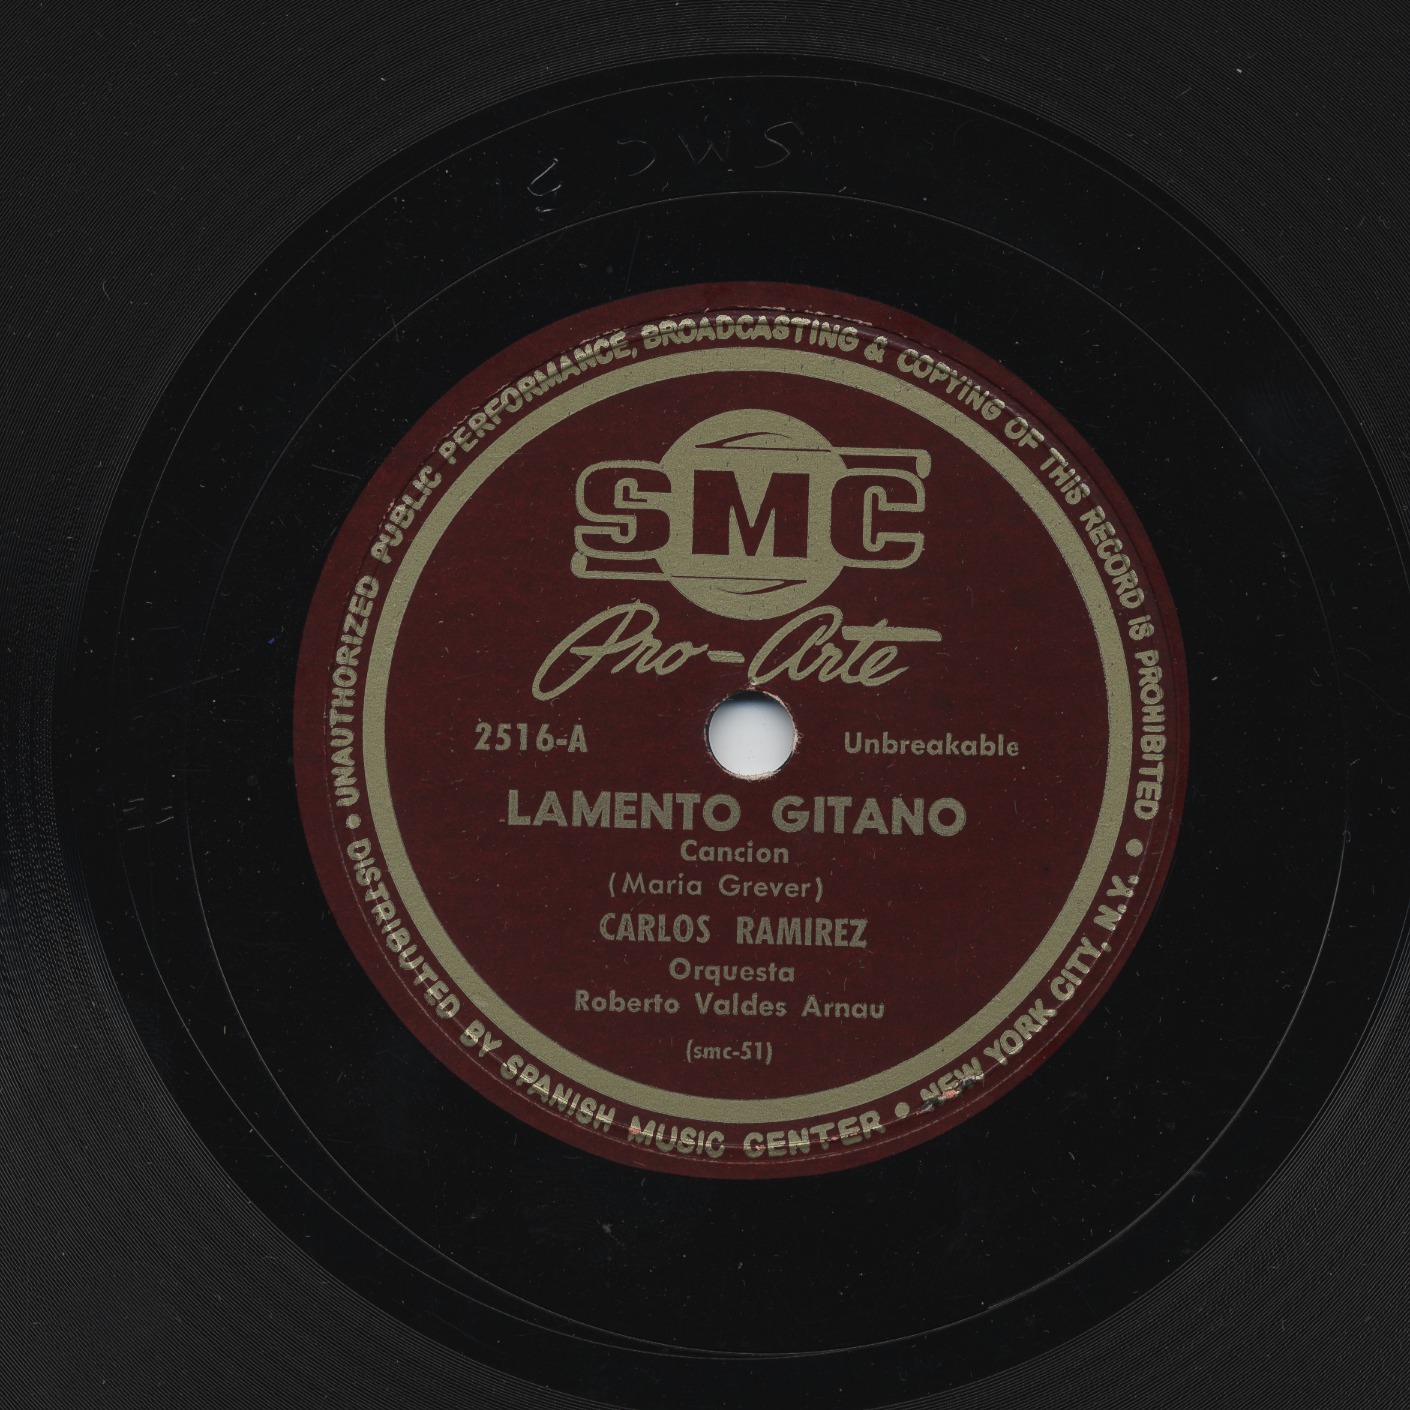 UNAUTHORIZED PUBLIC PERFORMANCE, BROADCASTING & COPYING OF THIS RECORD IS PROHIBITED •
SMC
Pro-Arte
2516-A Unbreakable
LAMENTO GITANO
Cancion
(Maria Grever)
CARLOS RAMIREZ
Orquesta
Roberto Valdes Arnau
(smc-51)
• DISTRIBUTED BY SPANISH MUSIC CENTER • NEW YORK CITY, N.Y.
SMC